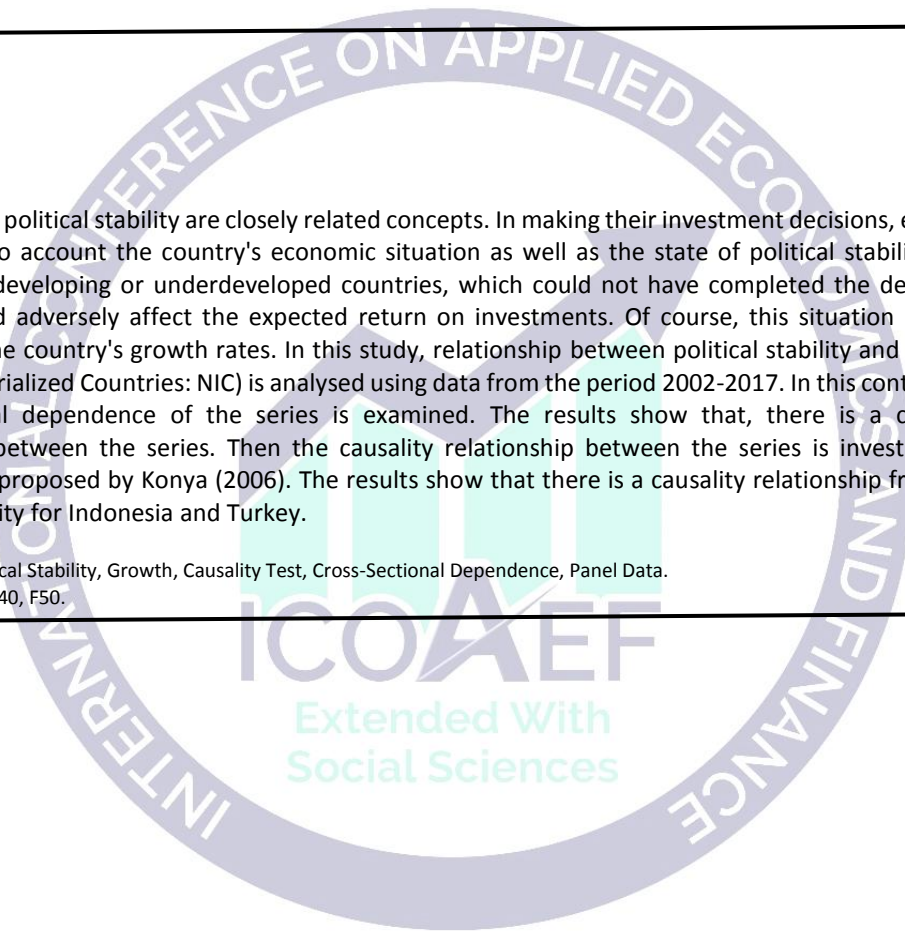 political stability are closely related concepts. In making their investment decisions, e
o account the country's economic situation as well as the state of political stabili
developing or underdeveloped countries, which could not have completed the de
d adversely affect the expected return on investments. Of course, this situation
e country's growth rates. In this study, relationship between political stability and
rialized Countries: NIC) is analysed using data from the period 2002-2017. In this cont
l dependence of the series is examined. The results show that, there is a c
between the series. Then the causality relationship between the series is invest
proposed by Konya (2006). The results show that there is a causality relationship fr
ity for Indonesia and Turkey.
cal Stability, Growth, Causality Test, Cross-Sectional Dependence, Panel Data.
40, F50.
INTERNATIONAL CONFERENCE ON APPLIED ECONOMICS AND FINANCE
ICOAEF
Extended With
Social Sciences